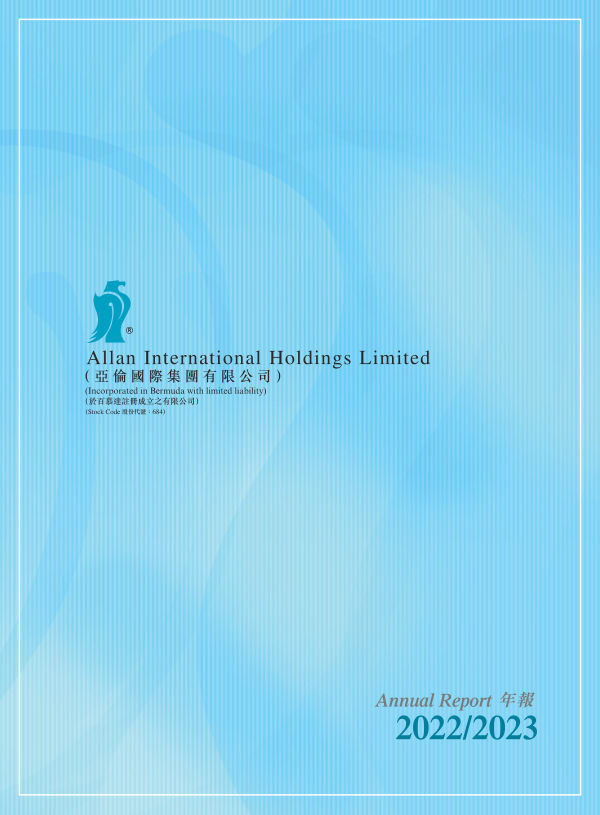 ®
Allan International Holdings Limited
(亞倫國際集團有限公司)
(Incorporated in Bermuda with limited liability)
(於百慕達註冊成立之有限公司)
(Stock Code 股份代號：684)
Annual Report 年報
2022/2023